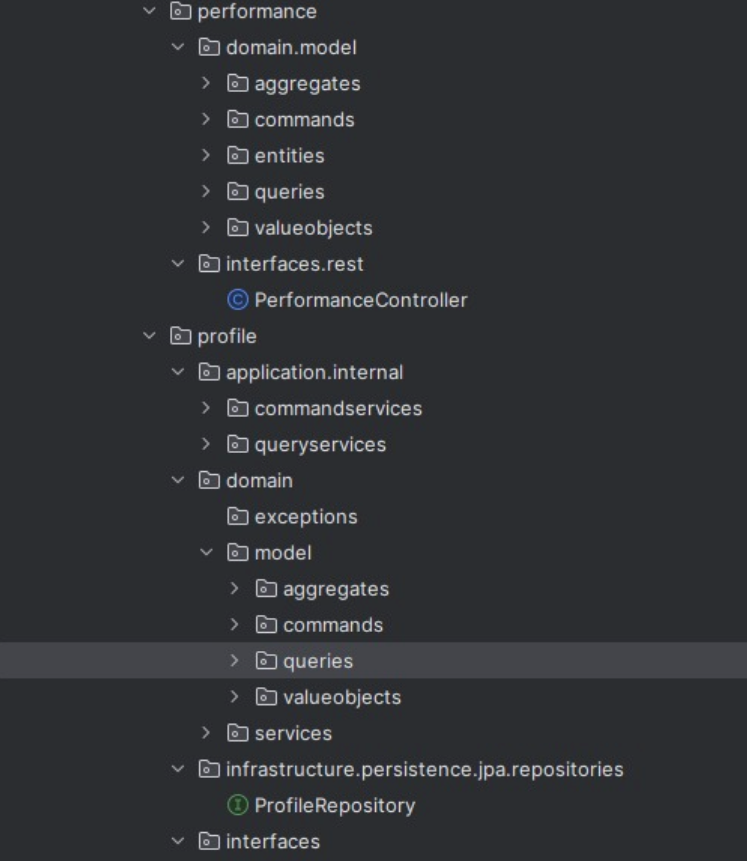 performance
domain.model
aggregates
commands
entities
queries
valueobjects
interfaces.rest
PerformanceController
profile
application.internal
commandservices
queryservices
domain
exceptions
model
aggregates
commands
queries
valueobjects
services
infrastructure.persistence.jpa.repositories
ProfileRepository
interfaces